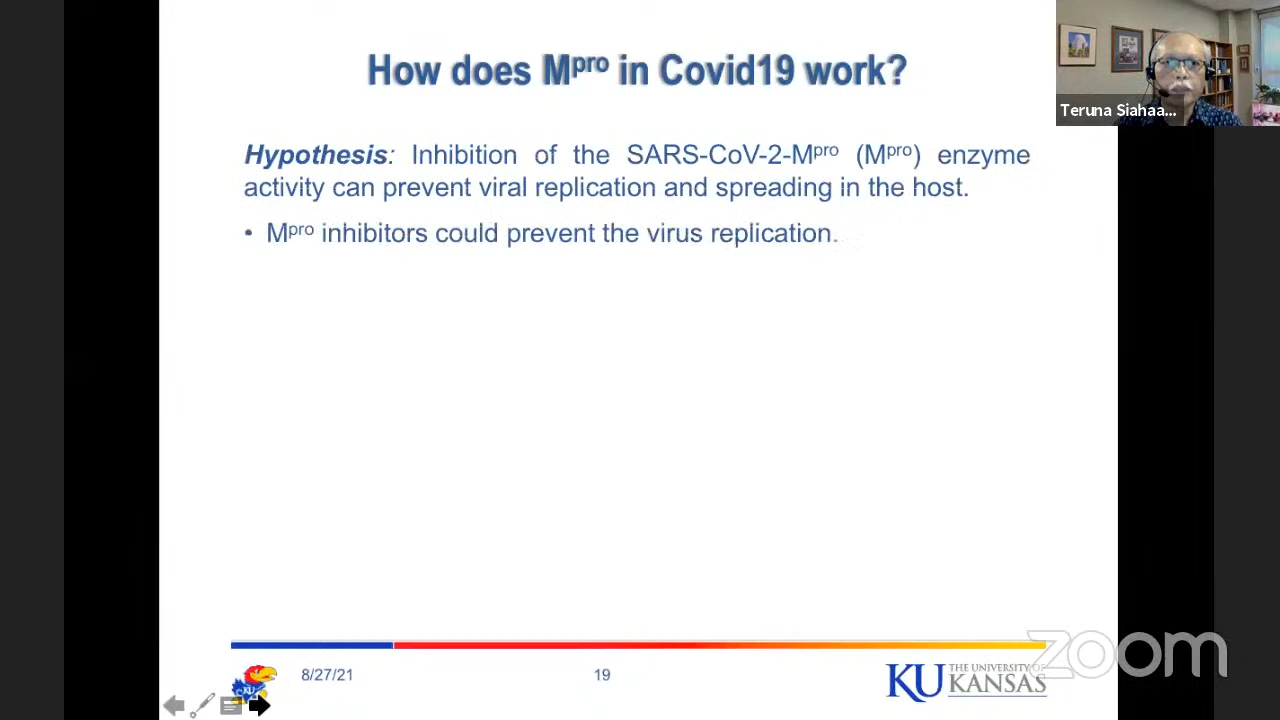 How does Mpro in Covid19 work?
Teruna Siahaa...
Hypothesis: Inhibition of the SARS-CoV-2-Mpro (Mpro) enzyme
activity can prevent viral replication and spreading in the host.
• Mpro inhibitors could prevent the virus replication.
KU
8/27/21
19
KU THE UNIVERSITY OF
KANSAS
zoom